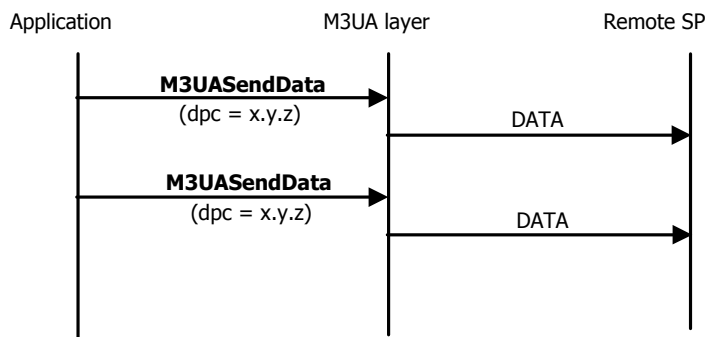 Application
M3UA layer
Remote SP
M3UASendData
(dpc = x.y.z)
DATA
M3UASendData
(dpc = x.y.z)
DATA